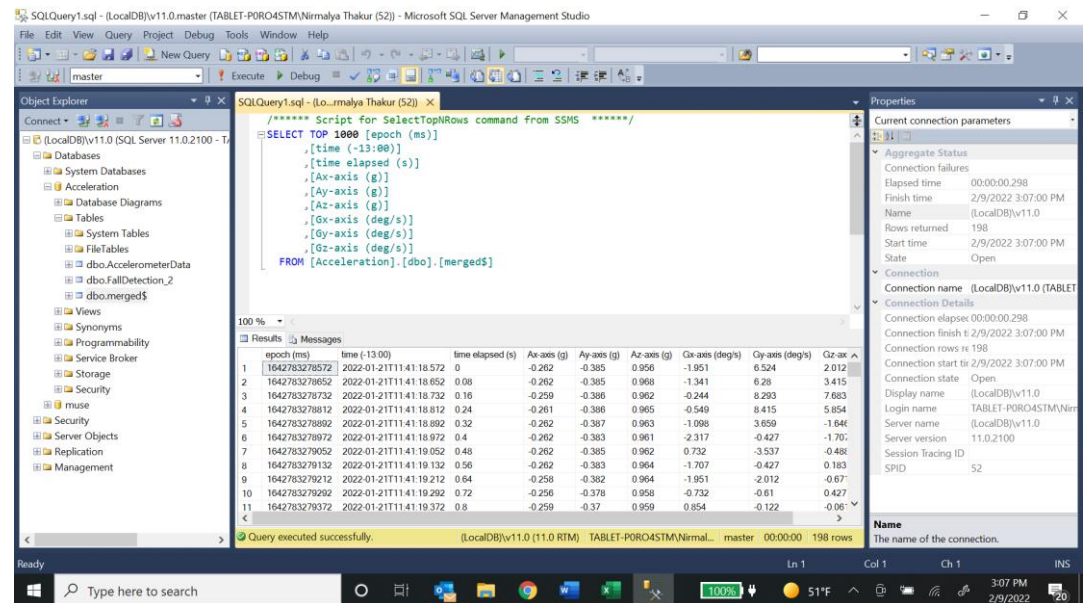 SQLQuery1.sql - (LocalDB)\v11.0.master (TABLET-P0RO4STM\Nirmalya Thakur (52)) - Microsoft SQL Server Management Studio
File Edit View Query Project Debug Tools Window Help
New Query
master Execute Debug
Object Explorer
Connect
(LocalDB)\v11.0 (SQL Server 11.0.2100 - TA
Databases
System Databases
Acceleration
Database Diagrams
Tables
System Tables
FileTables
dbo.AccelerometerData
dbo.FallDetection_2
dbo.merged$
Views
Synonyms
Programmability
Service Broker
Storage
Security
muse
Security
Server Objects
Replication
Management
SQLQuery1.sql - (Lo...rmalya Thakur (52))
/****** Script for SelectTopNRows command from SSMS ******/
SELECT TOP 1000 [epoch (ms)]
,[time (-13:00)]
,[time elapsed (s)]
,[Ax-axis (g)]
,[Ay-axis (g)]
,[Az-axis (g)]
,[Gx-axis (deg/s)]
,[Gy-axis (deg/s)]
,[Gz-axis (deg/s)]
FROM [Acceleration].[dbo].[merged$]
100 %
Results Messages
epoch (ms) time (-13:00) time elapsed (s) Ax-axis (g) Ay-axis (g) Az-axis (g) Gx-axis (deg/s) Gy-axis (deg/s) Gz-ax
1 1642783278572 2022-01-21T11:41:18.572 0 -0.262 -0.385 0.956 -1.951 6.524 2.012
2 1642783278652 2022-01-21T11:41:18.652 0.08 -0.262 -0.385 0.968 -1.341 6.28 3.415
3 1642783278732 2022-01-21T11:41:18.732 0.16 -0.259 -0.386 0.962 -0.244 8.293 7.683
4 1642783278812 2022-01-21T11:41:18.812 0.24 -0.261 -0.386 0.965 -0.549 8.415 5.854
5 1642783278892 2022-01-21T11:41:18.892 0.32 -0.262 -0.387 0.963 -1.098 3.659 -1.646
6 1642783278972 2022-01-21T11:41:18.972 0.4 -0.262 -0.383 0.961 -2.317 -0.427 -1.70
7 1642783279052 2022-01-21T11:41:19.052 0.48 -0.262 -0.385 0.962 0.732 -3.537 -0.488
8 1642783279132 2022-01-21T11:41:19.132 0.56 -0.262 -0.383 0.964 -1.707 -0.427 0.183
9 1642783279212 2022-01-21T11:41:19.212 0.64 -0.258 -0.382 0.964 -1.951 -2.012 -0.67
10 1642783279292 2022-01-21T11:41:19.292 0.72 -0.256 -0.378 0.958 -0.732 -0.61 0.427
11 1642783279372 2022-01-21T11:41:19.372 0.8 -0.259 -0.37 0.959 0.854 -0.122 -0.06
Query executed successfully. (LocalDB)\v11.0 (11.0 RTM) TABLET-P0RO4STM\Nirmal... master 00:00:00 198 rows
Properties
Current connection parameters
Aggregate Status
Connection failures
Elapsed time 00:00:00.298
Finish time 2/9/2022 3:07:00 PM
Name (LocalDB)\v11.0
Rows returned 198
Start time 2/9/2022 3:07:00 PM
State Open
Connection
Connection name (LocalDB)\v11.0 (TABLET
Connection Details
Connection elapsed 00:00:00.298
Connection finish ti 2/9/2022 3:07:00 PM
Connection rows re 198
Connection start tir 2/9/2022 3:07:00 PM
Connection state Open
Display name (LocalDB)\v11.0
Login name TABLET-P0RO4STM\Nirn
Server name (LocalDB)\v11.0
Server version 11.0.2100
Session Tracing ID
SPID 52
Name
The name of the connection.
Ready Ln 1 Col 1 Ch 1 INS
Type here to search 100% 51°F 3:07 PM
2/9/2022 20